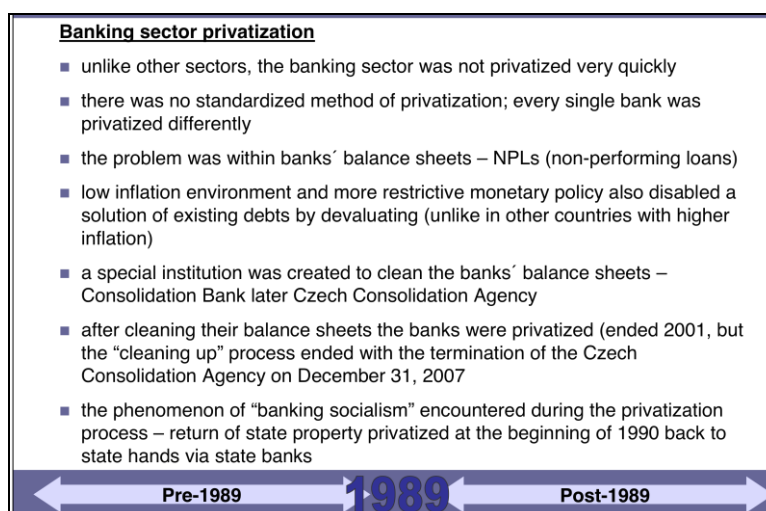 Banking sector privatization
unlike other sectors, the banking sector was not privatized very quickly
there was no standardized method of privatization; every single bank was
privatized differently
the problem was within banks´ balance sheets – NPLs (non-performing loans)
low inflation environment and more restrictive monetary policy also disabled a
solution of existing debts by devaluating (unlike in other countries with higher
inflation)
a special institution was created to clean the banks´ balance sheets –
Consolidation Bank later Czech Consolidation Agency
after cleaning their balance sheets the banks were privatized (ended 2001, but
the “cleaning up” process ended with the termination of the Czech
Consolidation Agency on December 31, 2007
the phenomenon of “banking socialism” encountered during the privatization
process – return of state property privatized at the beginning of 1990 back to
state hands via state banks
Pre-1989 1989 Post-1989